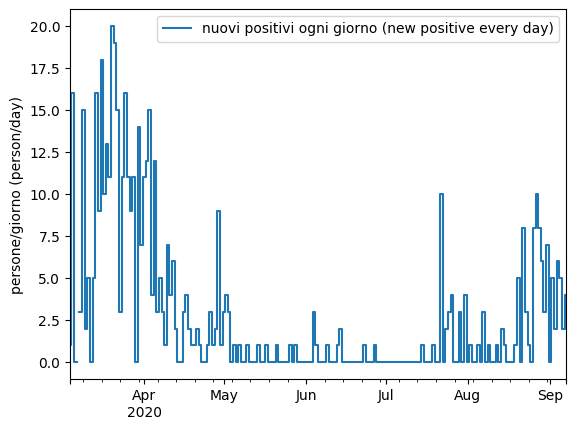 nuovi positivi ogni giorno (new positive every day)
persone/giorno (person/day)
20.0
17.5
15.0
12.5
10.0
7.5
5.0
2.5
0.0
Apr
2020
May
Jun
Jul
Aug
Sep